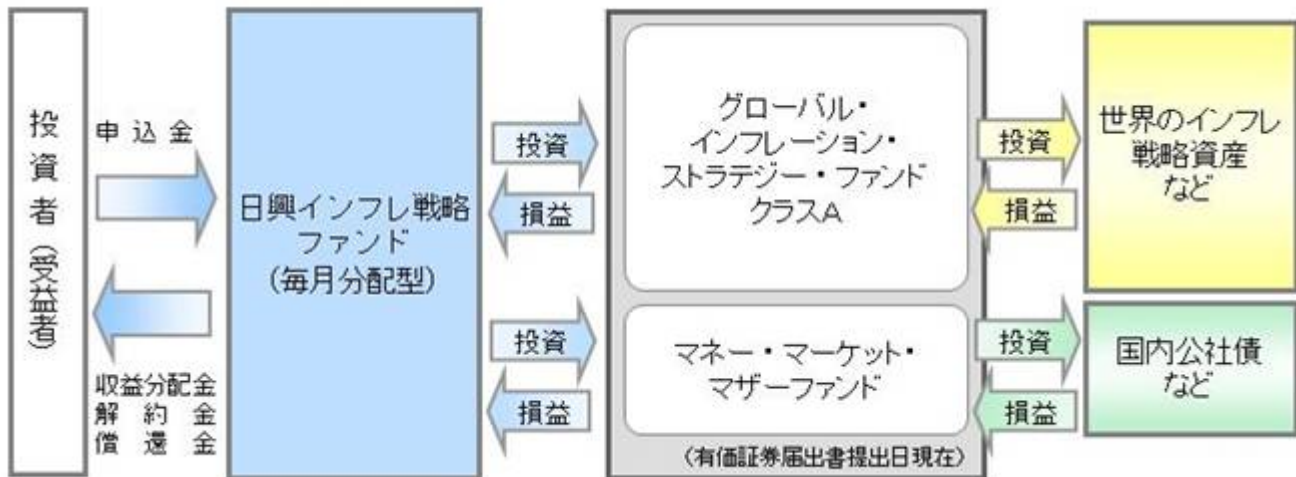 投資者(受益者)
申込金
収益分配金
解約金
償還金
日興インフレ戦略
ファンド
(毎月分配型)
投資
損益
投資
損益
グローバル・
インフレーション・
ストラテジー・ファンド
クラスA
マネー・マーケット・
マザーファンド
(有価証券届出書提出日現在)
投資
損益
投資
損益
世界のインフレ
戦略資産
など
国内公社債
など